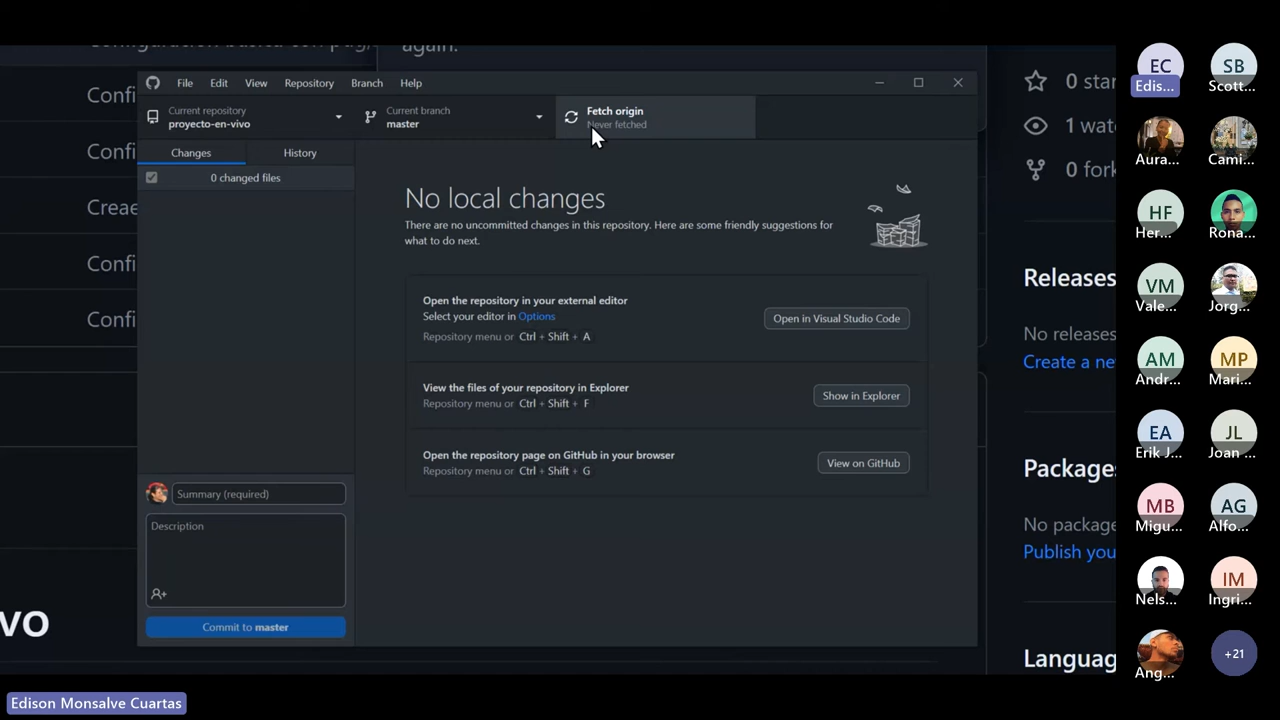 again.
Confi
Confi
Creae
Confi
Confi
vo
File Edit View Repository Branch Help
Current repository
proyecto-en-vivo
Current branch
master
Fetch origin
Never fetched
Changes
History
0 changed files
No local changes
There are no uncommitted changes in this repository. Here are some friendly suggestions for
what to do next.
Open the repository in your external editor
Select your editor in Options
Repository menu or Ctrl + Shift + A
Open in Visual Studio Code
View the files of your repository in Explorer
Repository menu or Ctrl + Shift + F
Show in Explorer
Open the repository page on GitHub in your browser
Repository menu or Ctrl + Shift + G
View on GitHub
Summary (required)
Description
Commit to master
0 star
1 watc
0 fork
Releases
No releases
Create a ne
Packages
No package
Publish you
Languag
EC
Edis...
SB
Scott...
Aura...
Cami...
HF
Her...
Rona...
VM
Vale...
Jorg...
AM
Andr...
MP
Mari...
EA
Erik J...
JL
Joan ...
MB
Migu...
AG
Alfo...
Nels...
IM
Ingri...
Ang...
+21
Edison Monsalve Cuartas